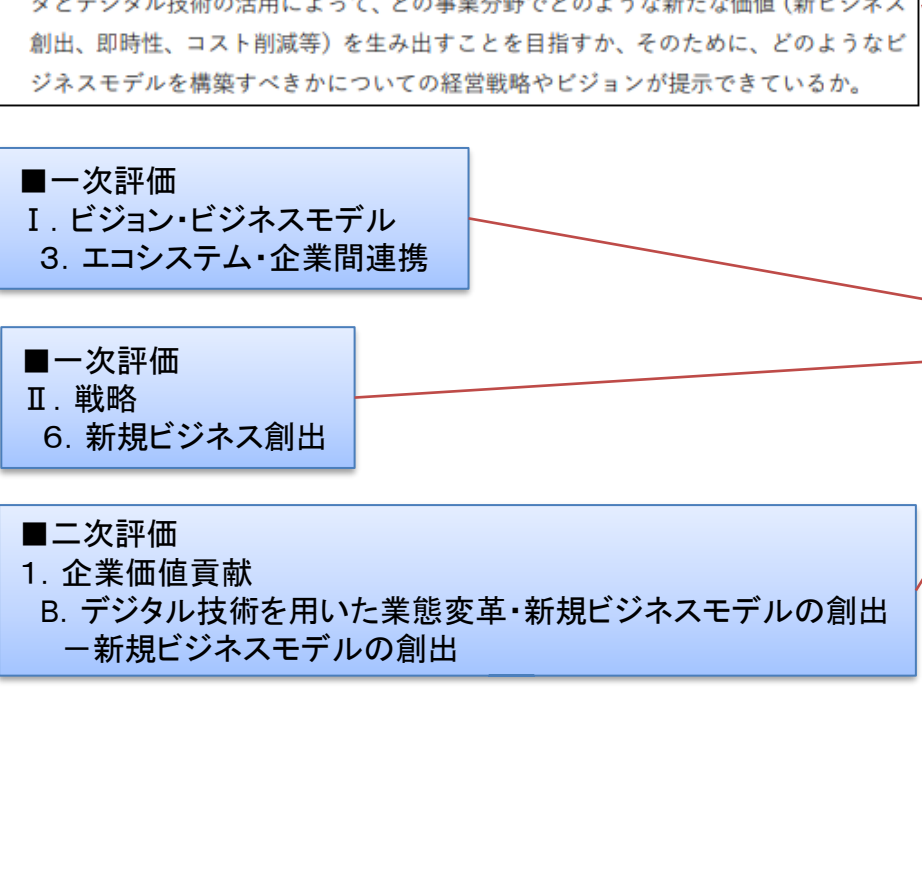 タとデジタル技術の活用によって、どの事業分野でどのような新たな価値（新ビジネス
創出、即時性、コスト削減等）を生み出すことを目指すか、そのために、どのようなビ
ジネスモデルを構築すべきかについての経営戦略やビジョンが提示できているか。
■一次評価
Ⅰ．ビジョン・ビジネスモデル
３．エコシステム・企業間連携
■一次評価
Ⅱ．戦略
６．新規ビジネス創出
■二次評価
１．企業価値貢献
B．デジタル技術を用いた業態変革・新規ビジネスモデルの創出
－新規ビジネスモデルの創出